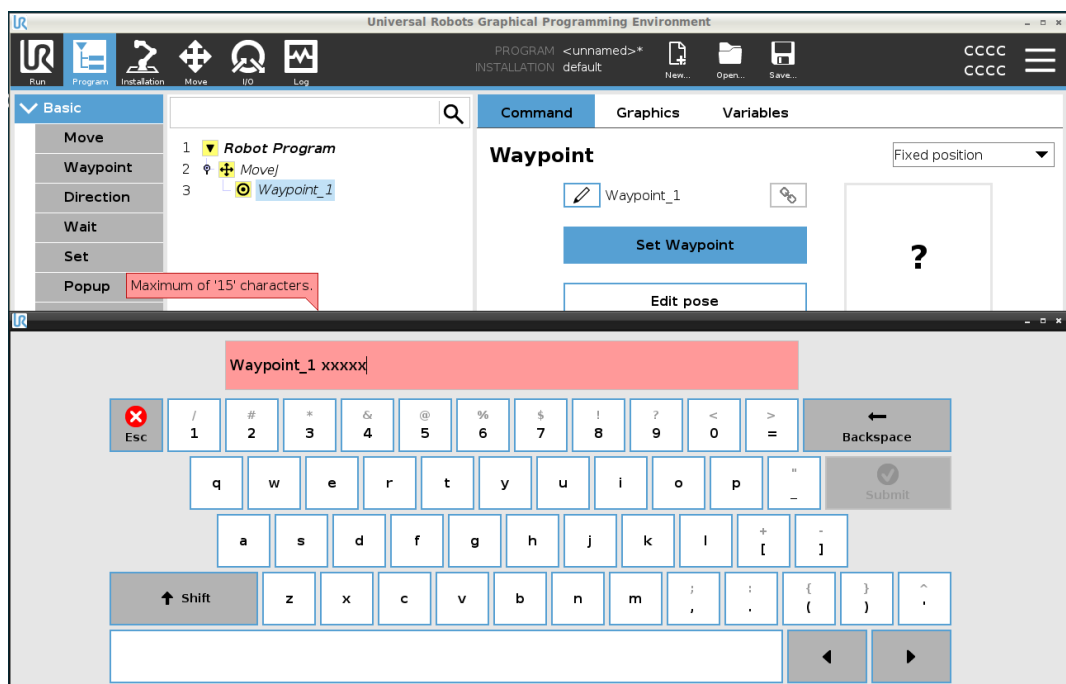 Universal Robots Graphical Programming Environment
Run Program Installation Move I/O Log
PROGRAM <unnamed>*
INSTALLATION default
New... Open... Save...
CCCC
CCCC
Basic
Move
Waypoint
Direction
Wait
Set
Popup
1 Robot Program
2 MoveJ
3 Waypoint_1
Command Graphics Variables
Waypoint
Fixed position
Waypoint_1
Set Waypoint
?
Edit pose
Maximum of '15' characters.
Waypoint_1 xxxxx
Esc / 1 # 2 * 3 & 4 @ 5 % 6 $ 7 ! 8 ? 9 < 0 > = Backspace
q w e r t y u i o p " _ Submit
a s d f g h j k l + [ - ]
Shift z x c v b n m ; , : . { ( } ) ^ '